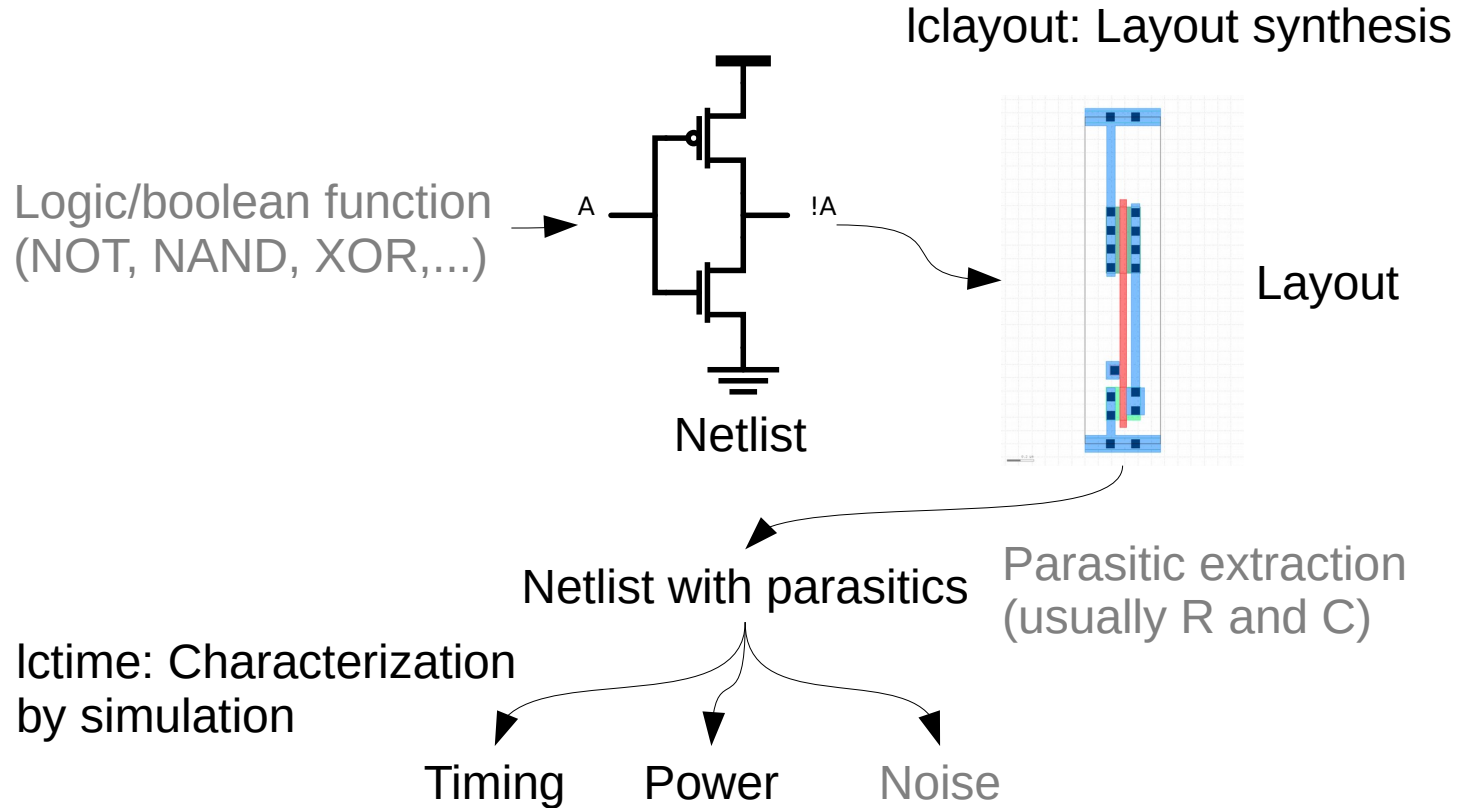 lclayout: Layout synthesis
Logic/boolean function
(NOT, NAND, XOR,...)
A
!A
Layout
Netlist
Netlist with parasitics
Parasitic extraction
(usually R and C)
lctime: Characterization
by simulation
Timing
Power
Noise